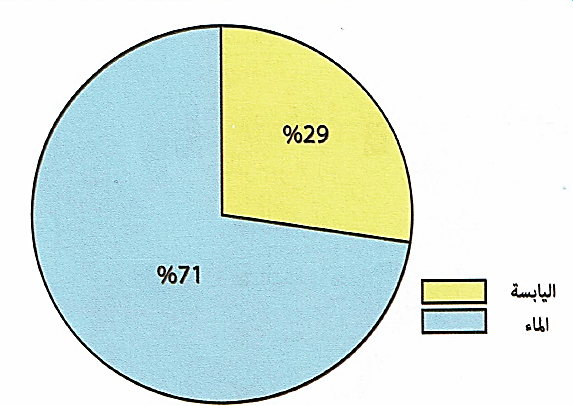 %29
%71
اليابسة
الماء